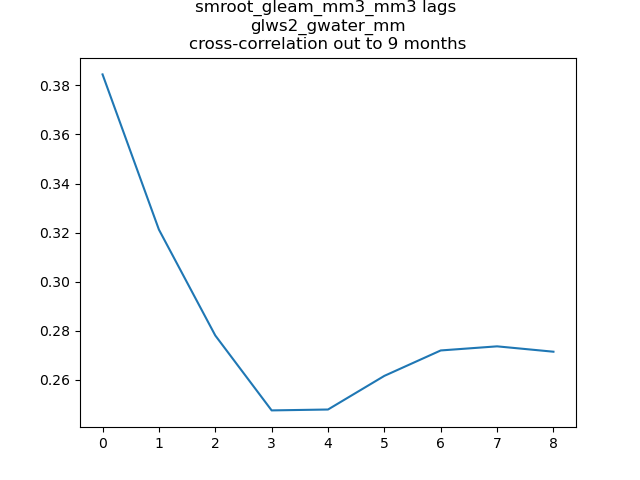 smroot_gleam_mm3_mm3 lags
glws2_gwater_mm
cross-correlation out to 9 months
0.38
0.36
0.34
0.32
0.30
0.28
0.26
0 1 2 3 4 5 6 7 8